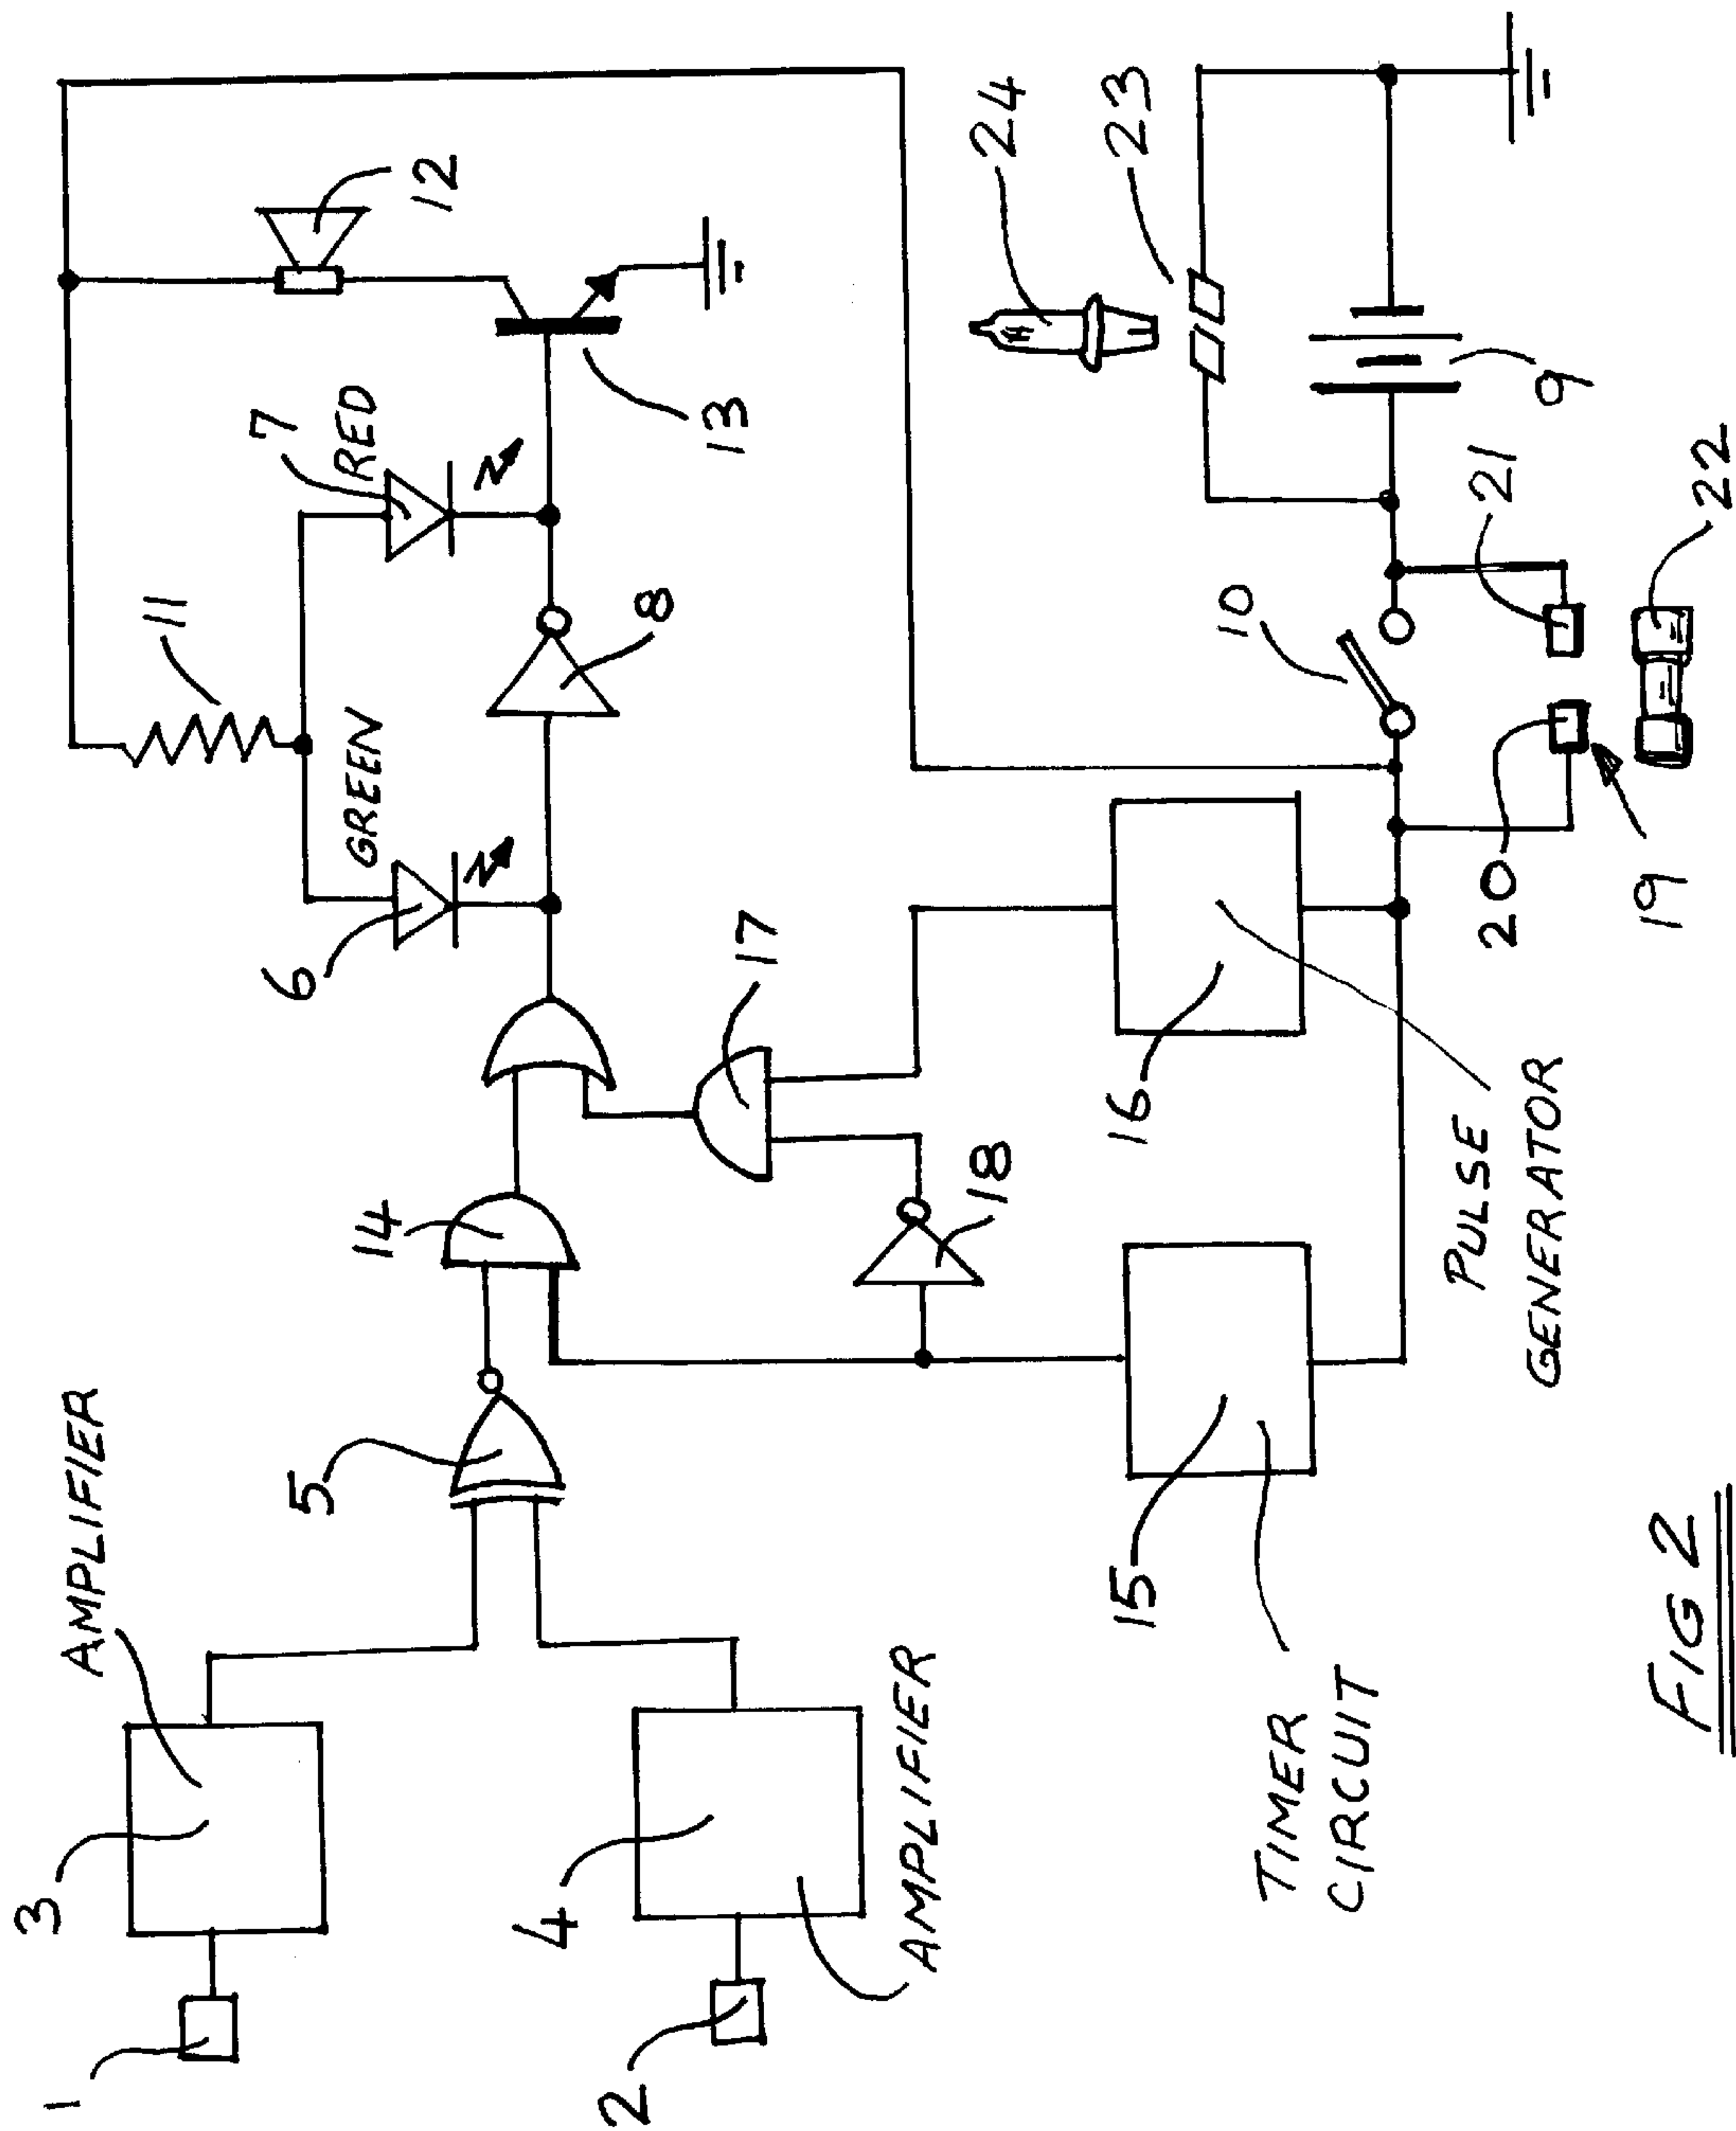 AMPLIFIER
3
1
5
14
11
7
RED
12
GREEN
6
8
13
4
2
AMPLIFIER
17
18
24
23
15
16
10
9
TIMER
CIRCUIT
PULSE
GENERATOR
20
21
19
22
FIG 2